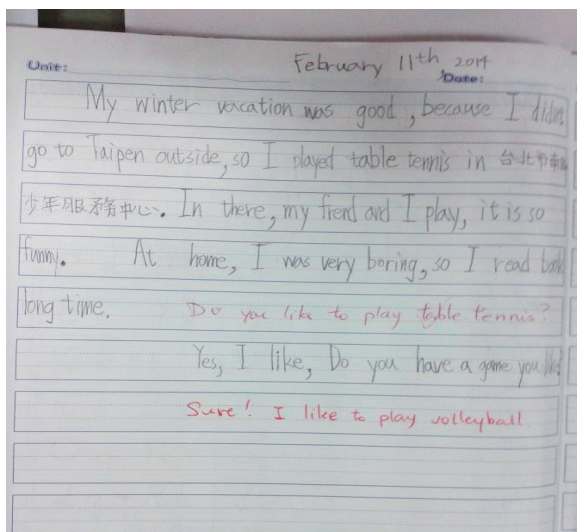 February 11th, 2014
Unit: Date:
My winter vacation was good, because I didn't
go to Taipen outside, so I played table tennis in 台北市
少年服務中心. In there, my frend and I play, it is so
funny. At home, I was very boring, so I read
long time. Do you like to play table tennis?
Yes, I like, Do you have a game you
Sure! I like to play volleyball.